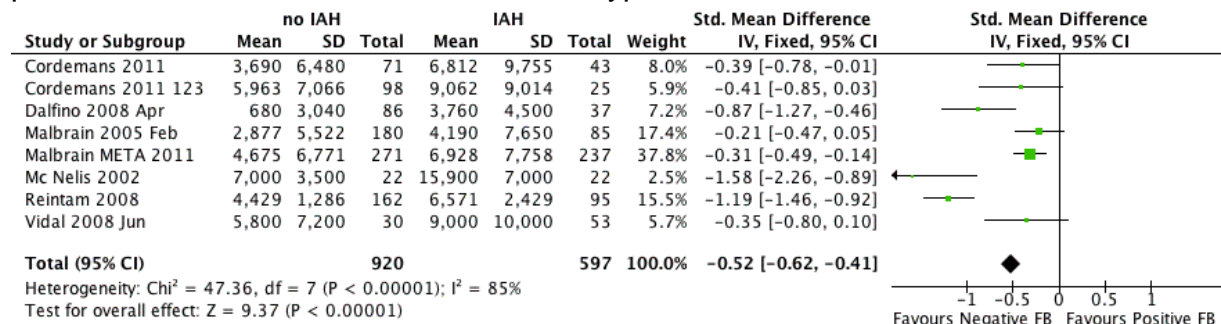 no IAH IAH Std. Mean Difference Std. Mean Difference
Study or Subgroup Mean SD Total Mean SD Total Weight IV, Fixed, 95% CI IV, Fixed, 95% CI
Cordemans 2011 3,690 6,480 71 6,812 9,755 43 8.0% -0.39 [-0.78, -0.01]
Cordemans 2011 123 5,963 7,066 98 9,062 9,014 25 5.9% -0.41 [-0.85, 0.03]
Dalfino 2008 Apr 680 3,040 86 3,760 4,500 37 7.2% -0.87 [-1.27, -0.46]
Malbrain 2005 Feb 2,877 5,522 180 4,190 7,650 85 17.4% -0.21 [-0.47, 0.05]
Malbrain META 2011 4,675 6,771 271 6,928 7,758 237 37.8% -0.31 [-0.49, -0.14]
Mc Nelis 2002 7,000 3,500 22 15,900 7,000 22 2.5% -1.58 [-2.26, -0.89]
Reintam 2008 4,429 1,286 162 6,571 2,429 95 15.5% -1.19 [-1.46, -0.92]
Vidal 2008 Jun 5,800 7,200 30 9,000 10,000 53 5.7% -0.35 [-0.80, 0.10]
Total (95% CI) 920 597 100.0% -0.52 [-0.62, -0.41]
Heterogeneity: Chi² = 47.36, df = 7 (P < 0.00001); I² = 85%
Test for overall effect: Z = 9.37 (P < 0.00001)
-1 -0.5 0 0.5 1
Favours Negative FB Favours Positive FB